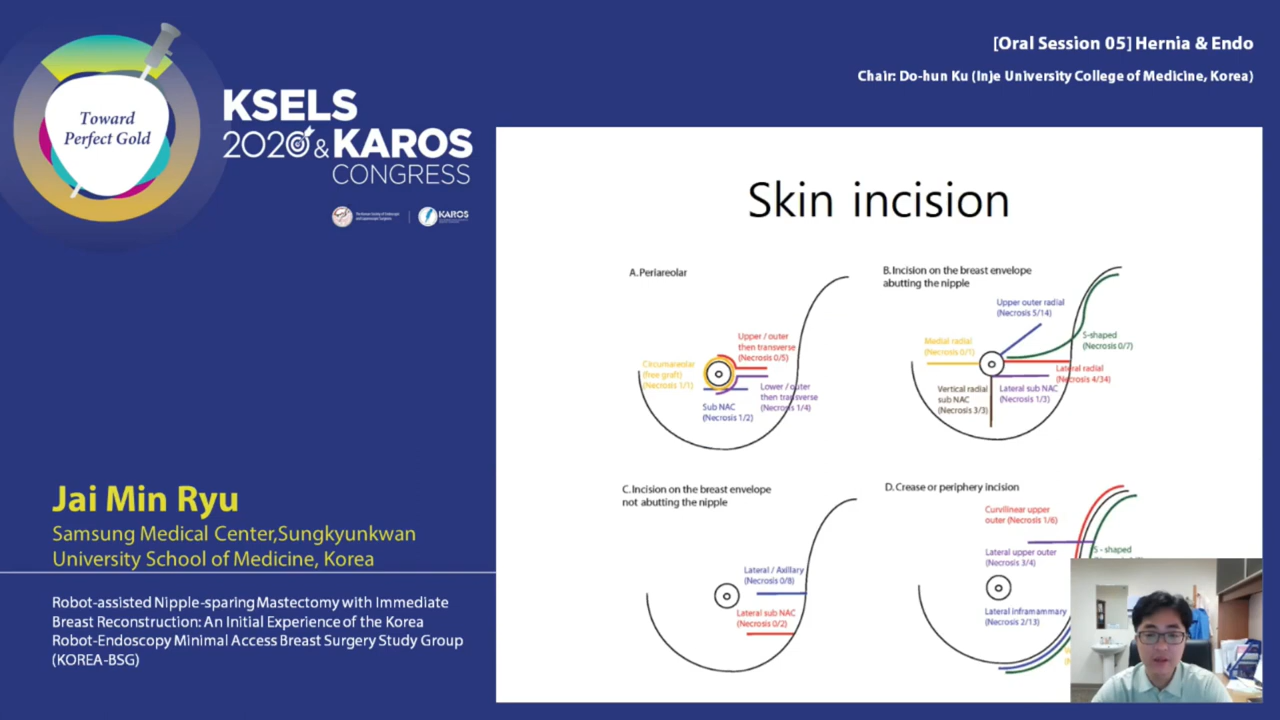 [Oral Session 05] Hernia & Endo
Chair: Do-hun Ku (Inje University College of Medicine, Korea)
Toward
Perfect Gold
KSELS
2020 & KAROS
CONGRESS
KAROS
Skin incision
A. Periareolar
Upper / outer
then transverse
(Necrosis 0/5)
Circumareolar
(free graft)
(Necrosis 1/1)
Lower / outer
then transverse
(Necrosis 1/4)
Sub NAC
(Necrosis 1/2)
B. Incision on the breast envelope
abutting the nipple
Upper outer radial
(Necrosis 5/14)
S-shaped
(Necrosis 0/7)
Medial radial
(Necrosis 0/1)
Lateral radial
(Necrosis 4/34)
Vertical radial
sub NAC
(Necrosis 3/3)
Lateral sub NAC
(Necrosis 1/3)
C. Incision on the breast envelope
not abutting the nipple
Lateral / Axillary
(Necrosis 0/8)
Lateral sub NAC
(Necrosis 0/2)
D. Crease or periphery incision
Curvilinear upper
outer (Necrosis 1/6)
Lateral upper outer
(Necrosis 3/4)
S - shaped
Lateral inframammary
(Necrosis 2/13)
Jai Min Ryu
Samsung Medical Center,Sungkyunkwan
University School of Medicine, Korea
Robot-assisted Nipple-sparing Mastectomy with Immediate
Breast Reconstruction: An Initial Experience of the Korea
Robot-Endoscopy Minimal Access Breast Surgery Study Group
(KOREA-BSG)